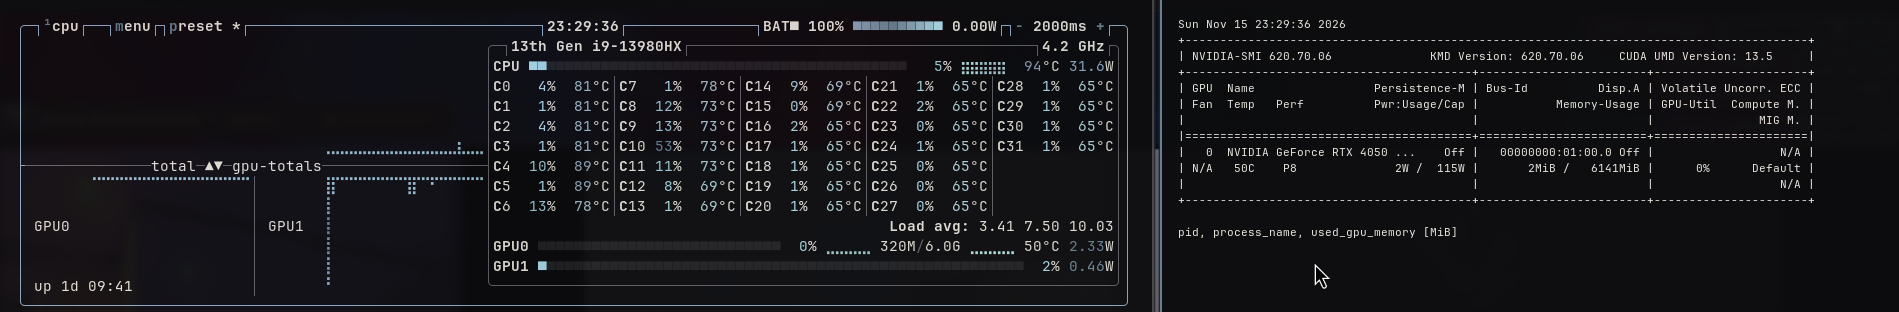 ¹cpu menu preset * 23:29:36 BAT■ 100% 0.00W - 2000ms +
13th Gen i9-13980HX 4.2 GHz
CPU 5% 94°C 31.6W
C0 4% 81°C C7 1% 78°C C14 9% 69°C C21 1% 65°C C28 1% 65°C
C1 1% 81°C C8 12% 73°C C15 0% 69°C C22 2% 65°C C29 1% 65°C
C2 4% 81°C C9 13% 73°C C16 2% 65°C C23 0% 65°C C30 1% 65°C
C3 1% 81°C C10 53% 73°C C17 1% 65°C C24 1% 65°C C31 1% 65°C
total ▲▼ gpu-totals C4 10% 89°C C11 11% 73°C C18 1% 65°C C25 0% 65°C
C5 1% 89°C C12 8% 69°C C19 1% 65°C C26 0% 65°C
C6 13% 78°C C13 1% 69°C C20 1% 65°C C27 0% 65°C
GPU0 GPU1 Load avg: 3.41 7.50 10.03
GPU0 0% 320M/6.0G 50°C 2.33W
GPU1 2% 0.46W
up 1d 09:41
Sun Nov 15 23:29:36 2026
+-----------------------------------------------------------------------------------------+
| NVIDIA-SMI 620.70.06 KMD Version: 620.70.06 CUDA UMD Version: 13.5 |
+-----------------------------------------+------------------------+----------------------+
| GPU Name Persistence-M | Bus-Id Disp.A | Volatile Uncorr. ECC |
| Fan Temp Perf Pwr:Usage/Cap | Memory-Usage | GPU-Util Compute M. |
| | | MIG M. |
|=========================================+========================+======================|
| 0 NVIDIA GeForce RTX 4050 ... Off | 00000000:01:00.0 Off | N/A |
| N/A 50C P8 2W / 115W | 2MiB / 6141MiB | 0% Default |
| | | N/A |
+-----------------------------------------+------------------------+----------------------+
pid, process_name, used_gpu_memory [MiB]